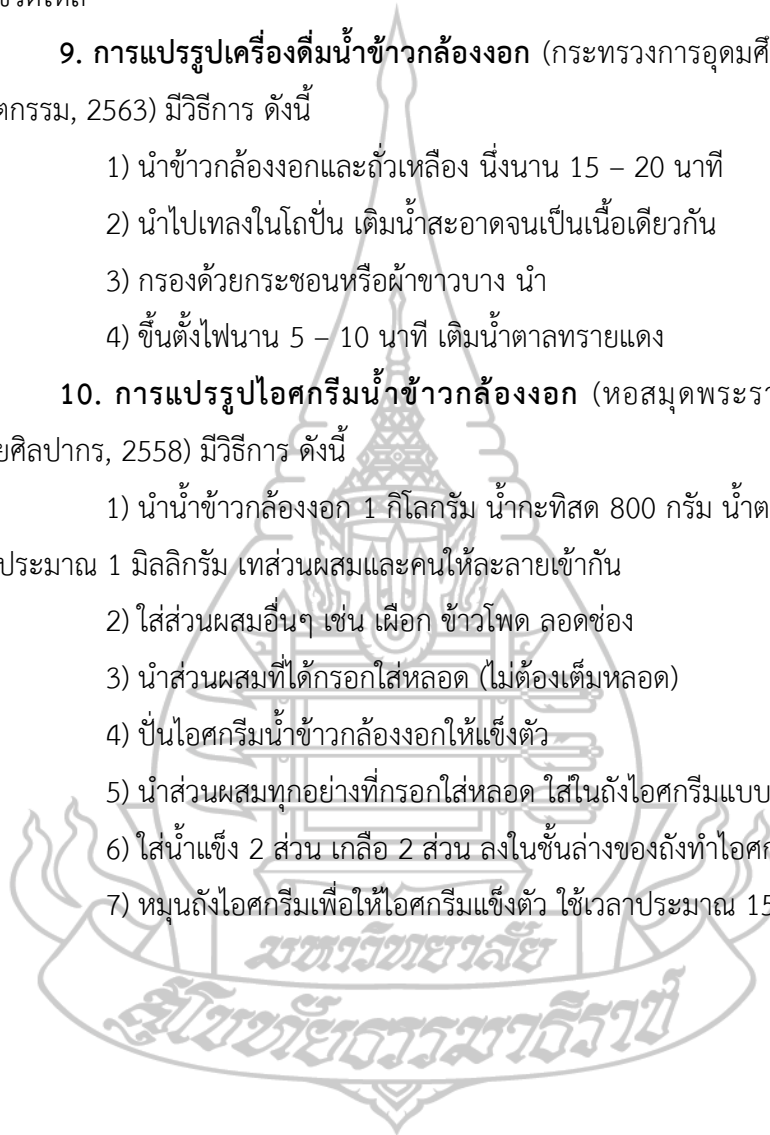 9. การแปรรูปเครื่องดื่มน้ำข้าวกล้องงอก (กระทรวงการอุดมศึ
ตกรรม, 2563) มีวิธีการ ดังนี้
1) นำข้าวกล้องงอกและถั่วเหลือง นึ่งนาน 15 – 20 นาที
2) นำไปเทลงในโถปั่น เติมน้ำสะอาดจนเป็นเนื้อเดียวกัน
3) กรองด้วยกระชอนหรือผ้าขาวบาง นำ
4) ขึ้นตั้งไฟนาน 5 – 10 นาที เติมน้ำตาลทรายแดง
10. การแปรรูปไอศกรีมน้ำข้าวกล้องงอก (หอสมุดพระรา
ยศิลปากร, 2558) มีวิธีการ ดังนี้
1) นำน้ำข้าวกล้องงอก 1 กิโลกรัม น้ำกะทิสด 800 กรัม น้ำต
ประมาณ 1 มิลลิกรัม เทส่วนผสมและคนให้ละลายเข้ากัน
2) ใส่ส่วนผสมอื่นๆ เช่น เผือก ข้าวโพด ลอดช่อง
3) นำส่วนผสมที่ได้กรอกใส่หลอด (ไม่ต้องเต็มหลอด)
4) ปั่นไอศกรีมน้ำข้าวกล้องงอกให้แข็งตัว
5) นำส่วนผสมทุกอย่างที่กรอกใส่หลอด ใส่ในถังไอศกรีมแบบ
6) ใส่น้ำแข็ง 2 ส่วน เกลือ 2 ส่วน ลงในชั้นล่างของถังทำไอศก
7) หมุนถังไอศกรีมเพื่อให้ไอศกรีมแข็งตัว ใช้เวลาประมาณ 15
มหาวิทยาลัย
สุโขทัยธรรมาธิราช